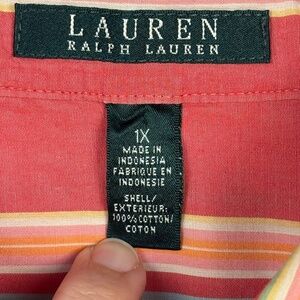 LAUREN
RALPH LAUREN
1X
MADE IN
INDONESIA
FABRIQUE EN
INDONESIE
SHELL/
EXTERIEUR:
100% COTTON/
COTON